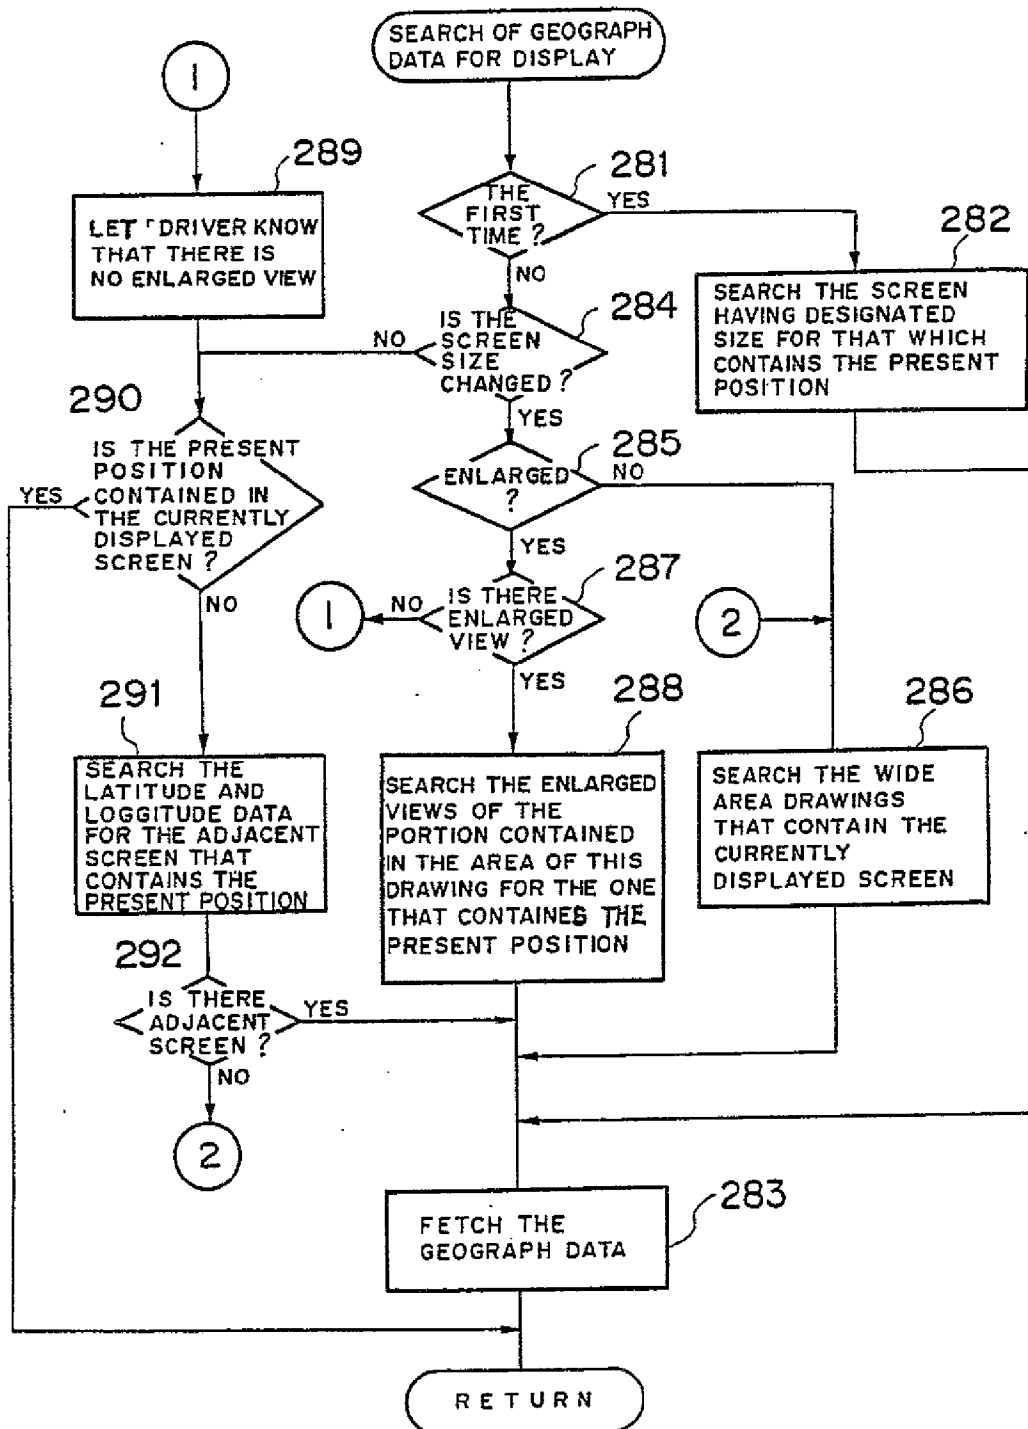 SEARCH OF GEOGRAPH
DATA FOR DISPLAY
1
289
LET DRIVER KNOW
THAT THERE IS
NO ENLARGED VIEW
281
THE
FIRST
TIME ?
YES
NO
282
SEARCH THE SCREEN
HAVING DESIGNATED
SIZE FOR THAT WHICH
CONTAINS THE PRESENT
POSITION
284
IS THE
SCREEN
SIZE
CHANGED ?
NO
YES
290
IS THE PRESENT
POSITION
CONTAINED IN
THE CURRENTLY
DISPLAYED
SCREEN ?
YES
NO
285
ENLARGED
?
NO
YES
287
IS THERE
ENLARGED
VIEW ?
NO
1
YES
2
291
SEARCH THE
LATITUDE AND
LOGGITUDE DATA
FOR THE ADJACENT
SCREEN THAT
CONTAINS THE
PRESENT POSITION
288
SEARCH THE ENLARGED
VIEWS OF THE
PORTION CONTAINED
IN THE AREA OF THIS
DRAWING FOR THE ONE
THAT CONTAINES THE
PRESENT POSITION
286
SEARCH THE WIDE
AREA DRAWINGS
THAT CONTAIN THE
CURRENTLY
DISPLAYED SCREEN
292
IS THERE
ADJACENT
SCREEN ?
YES
NO
2
283
FETCH THE
GEOGRAPH DATA
RETURN